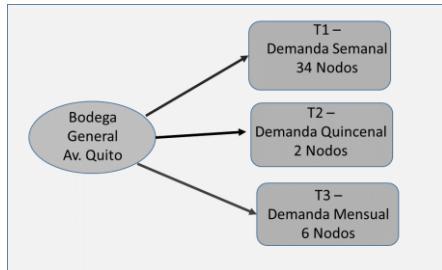 T1 –
Demanda Semanal
34 Nodos
Bodega
General
Av. Quito
T2 –
Demanda Quincenal
2 Nodos
T3 –
Demanda Mensual
6 Nodos